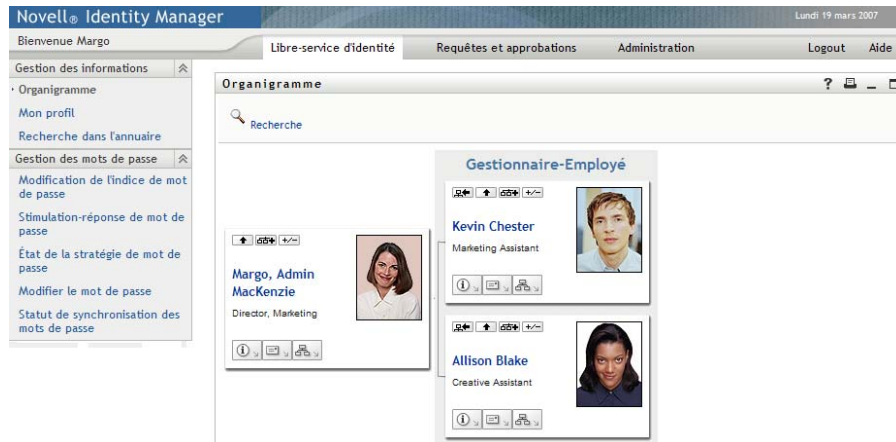 Novell® Identity Manager
Lundi 19 mars 2007
Bienvenue Margo
Libre-service d'identité
Requêtes et approbations
Administration
Logout
Aide
Gestion des informations
Organigramme
Mon profil
Recherche dans l'annuaire
Gestion des mots de passe
Modification de l'indice de mot
de passe
Stimulation-réponse de mot de
passe
État de la stratégie de mot de
passe
Modifier le mot de passe
Statut de synchronisation des
mots de passe
Organigramme
Recherche
Margo, Admin
MacKenzie
Director, Marketing
Gestionnaire-Employé
Kevin Chester
Marketing Assistant
Allison Blake
Creative Assistant